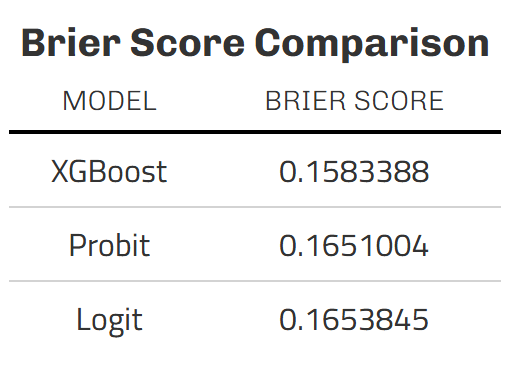 Brier Score Comparison
MODEL BRIER SCORE
XGBoost 0.1583388
Probit 0.1651004
Logit 0.1653845